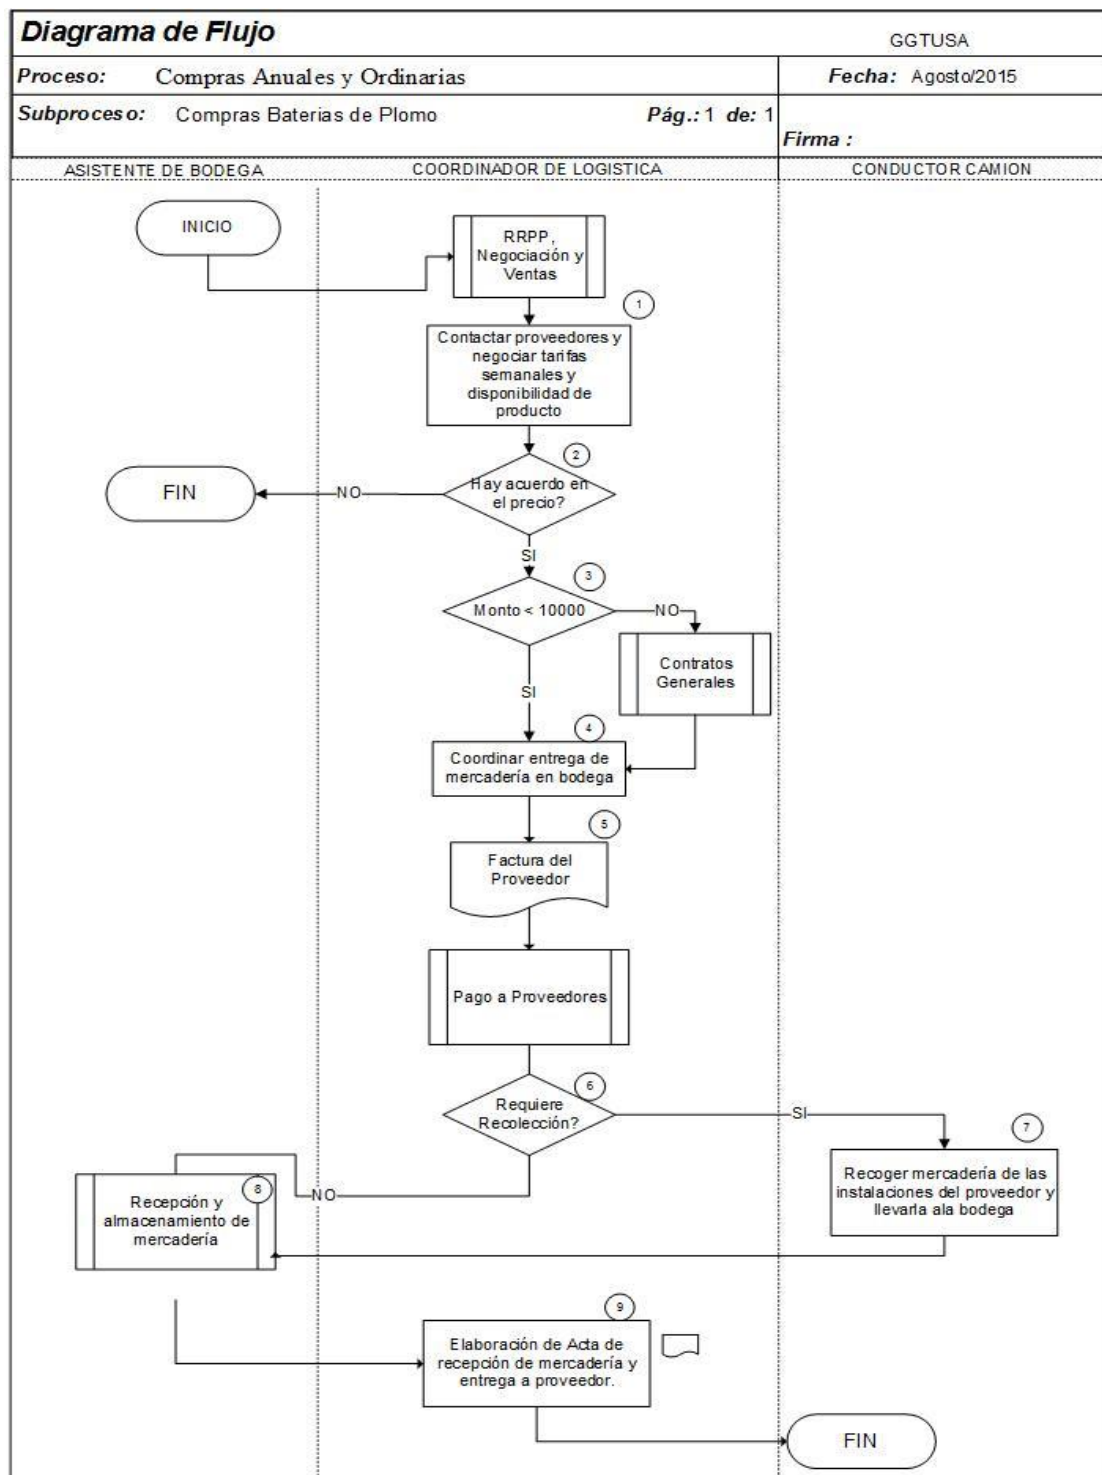 Diagrama de Flujo
GGTUSA
Proceso: Compras Anuales y Ordinarias
Fecha: Agosto/2015
Subproceso: Compras Baterias de Plomo
Pág.: 1 de: 1
Firma :
ASISTENTE DE BODEGA
COORDINADOR DE LOGISTICA
CONDUCTOR CAMION
INICIO
RRPP,
Negociación y
Ventas
1
Contactar proveedores y
negociar tarifas
semanales y
disponibilidad de
producto
2
Hay acuerdo en
el precio?
NO
FIN
SI
3
Monto < 10000
NO
Contratos
Generales
SI
4
Coordinar entrega de
mercadería en bodega
5
Factura del
Proveedor
Pago a Proveedores
6
Requiere
Recolección?
SI
7
Recoger mercadería de las
instalaciones del proveedor y
llevarla ala bodega
NO
8
Recepción y
almacenamiento de
mercadería
9
Elaboración de Acta de
recepción de mercadería y
entrega a proveedor.
FIN